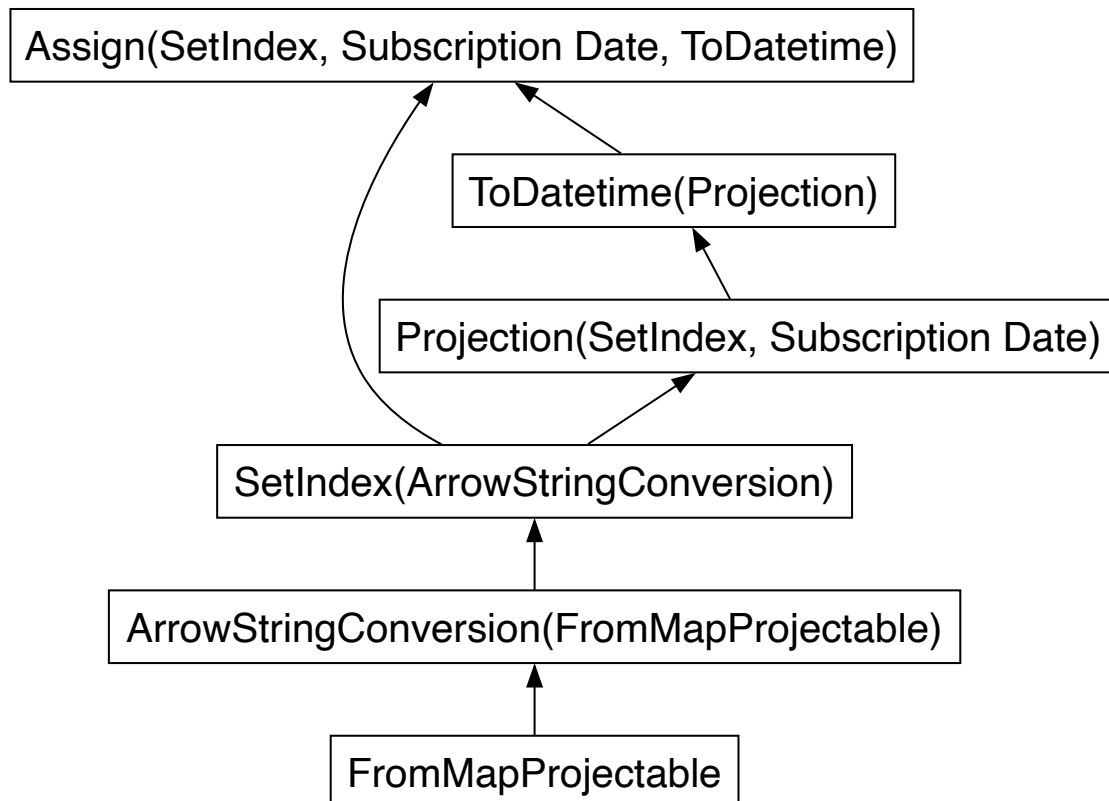 Assign(SetIndex, Subscription Date, ToDatetime)
ToDatetime(Projection)
Projection(SetIndex, Subscription Date)
SetIndex(ArrowStringConversion)
ArrowStringConversion(FromMapProjectable)
FromMapProjectable